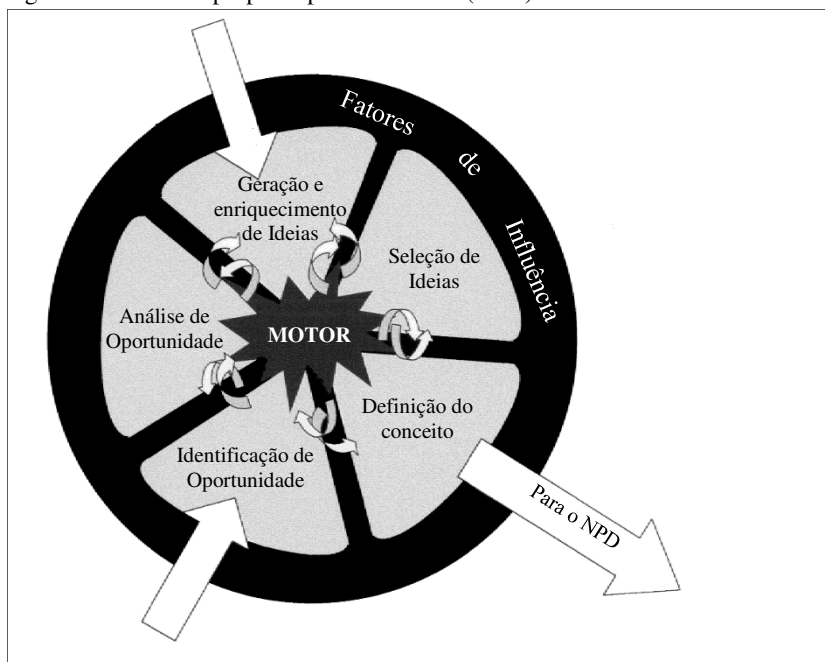 Fatores de Influência
Geração e
enriquecimento
de Ideias
Seleção de
Ideias
Análise de
Oportunidade
MOTOR
Definição do
conceito
Identificação de
Oportunidade
Para o NPD